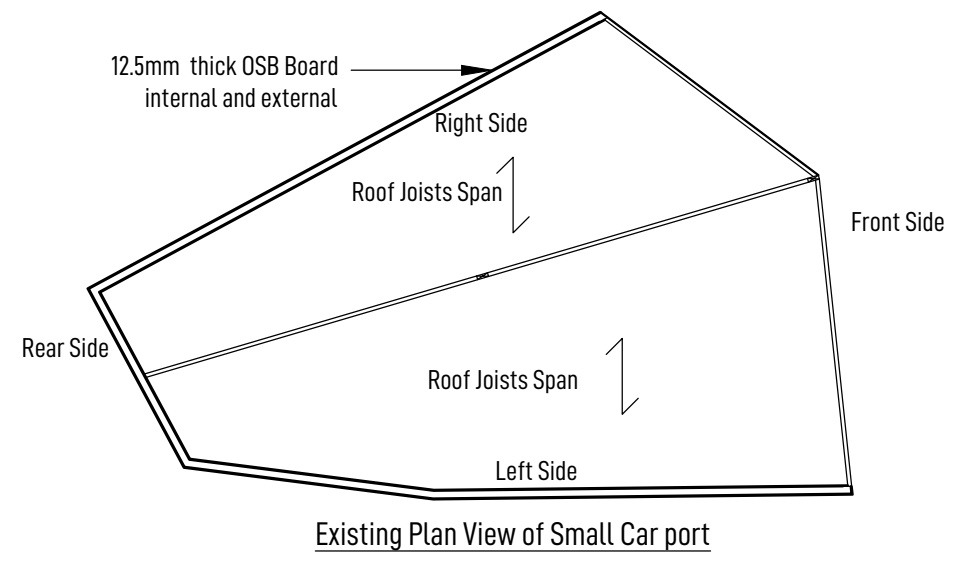 12.5mm thick OSB Board
internal and external
Right Side
Roof Joists Span
Front Side
Rear Side
Roof Joists Span
Left Side
Existing Plan View of Small Car port